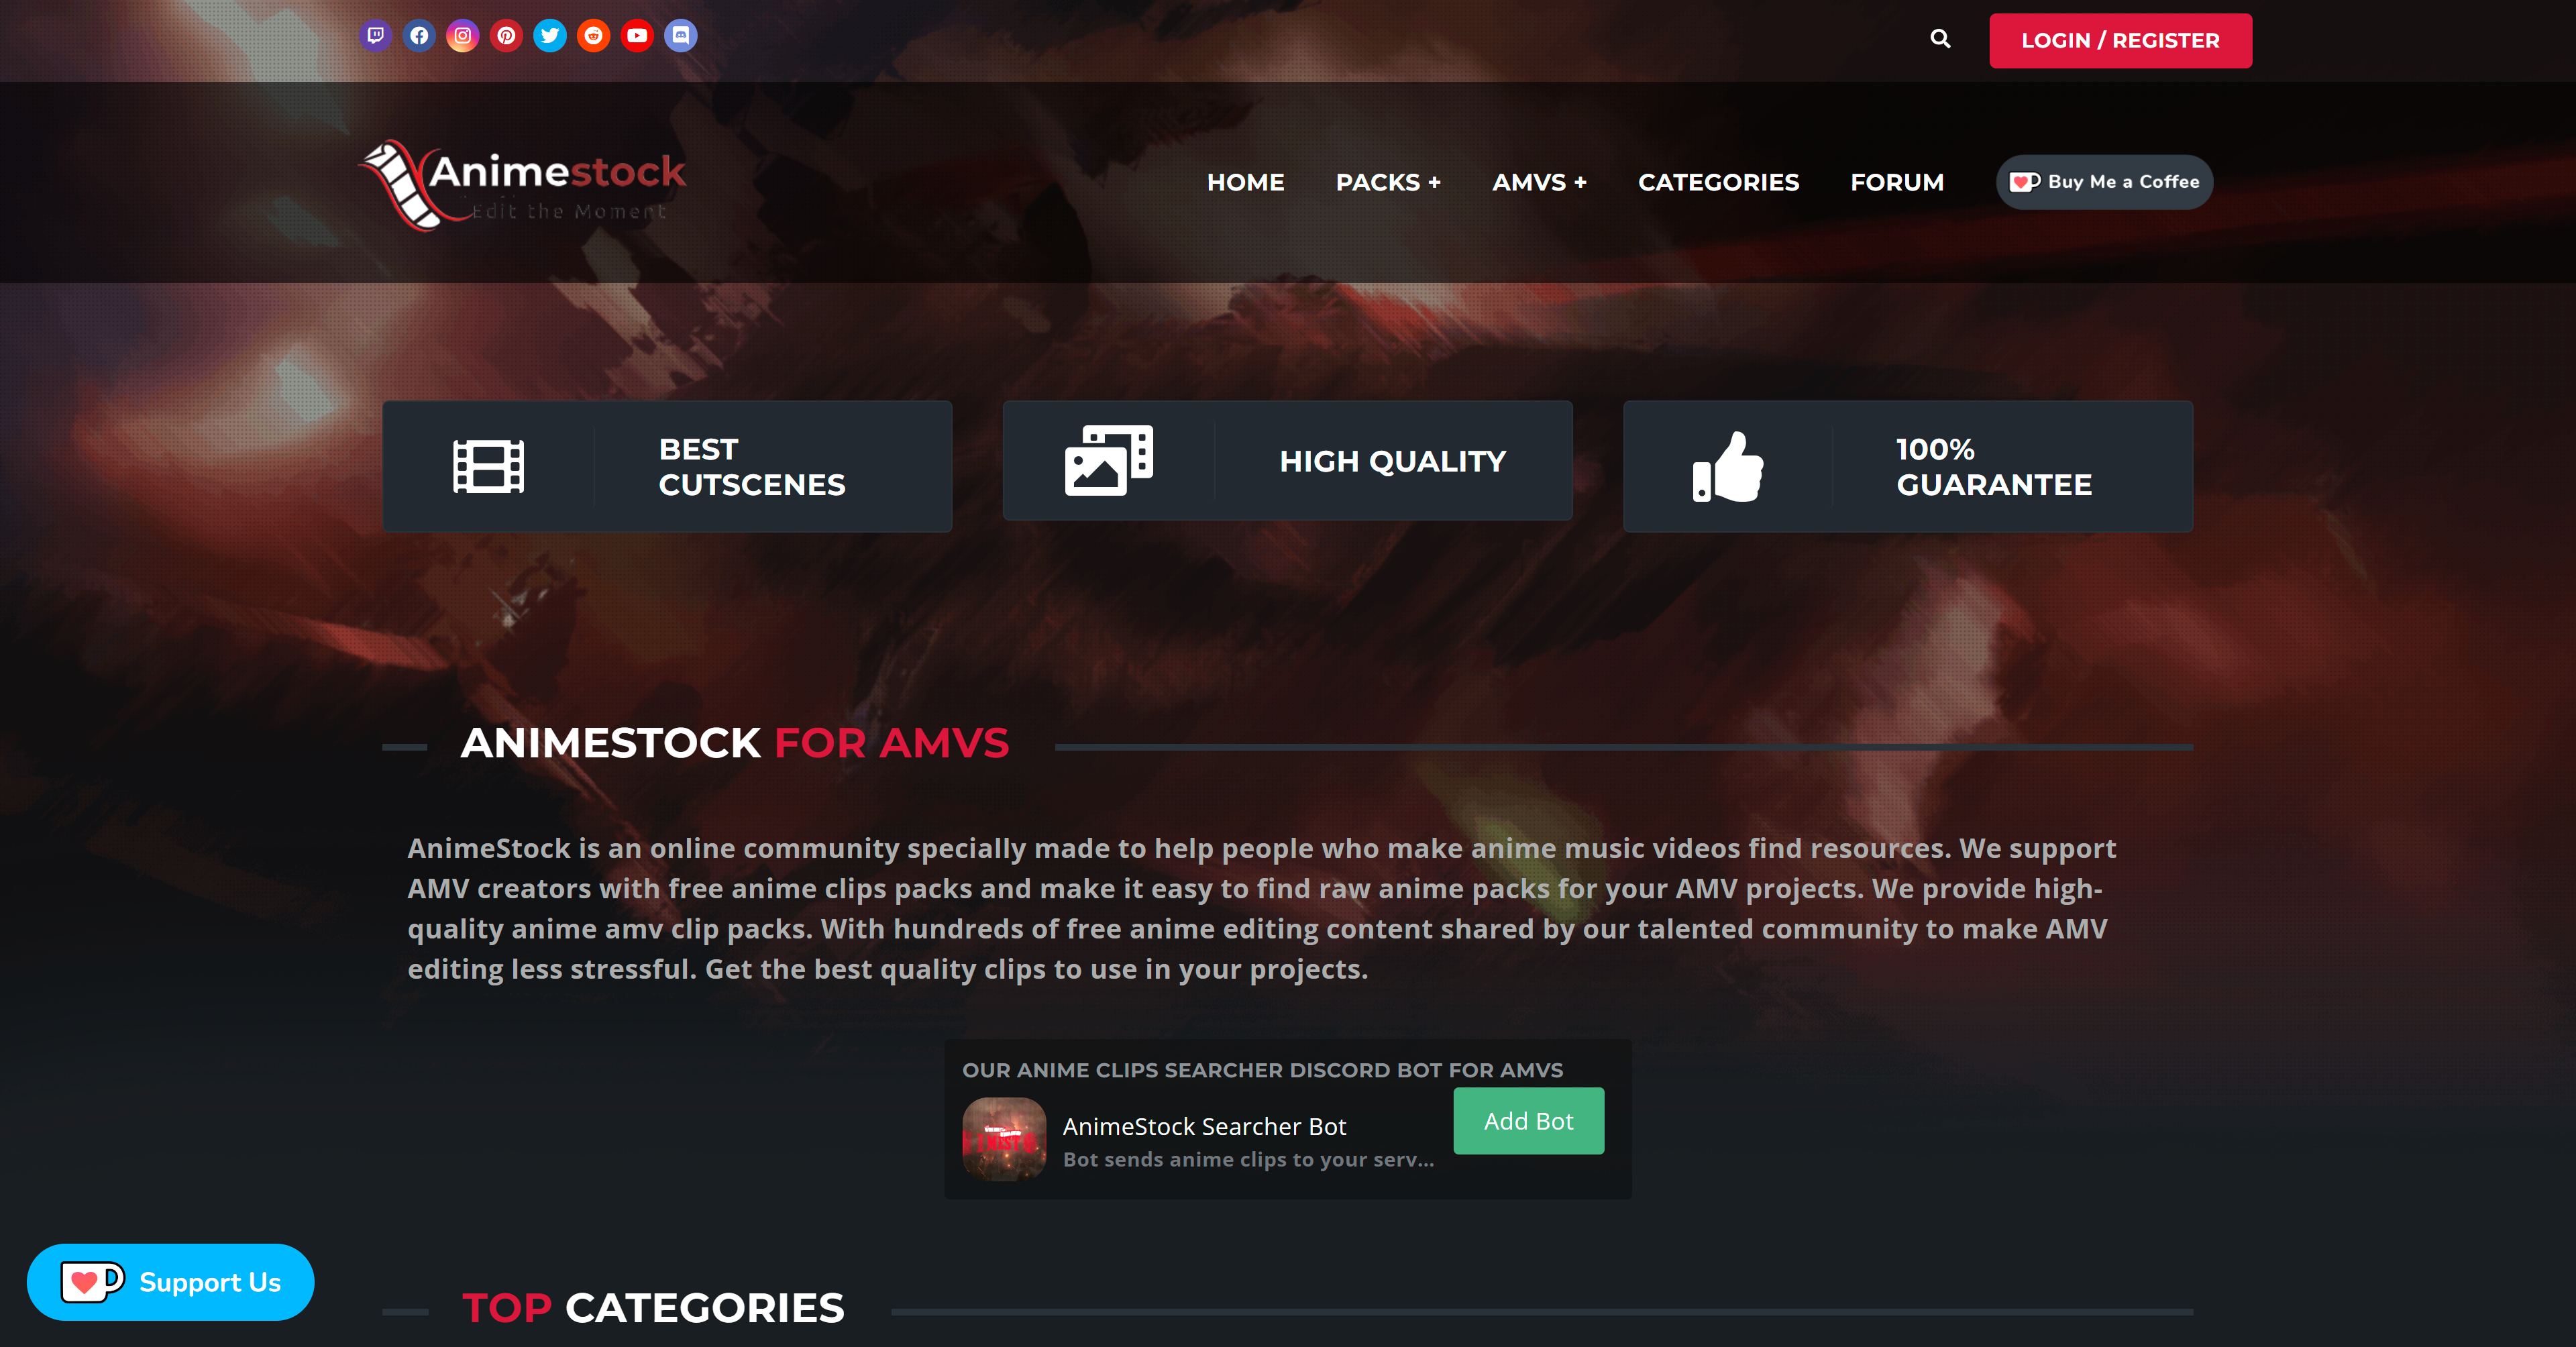 LOGIN / REGISTER
Animestock
Edit the Moment
HOME
PACKS +
AMVS +
CATEGORIES
FORUM
Buy Me a Coffee
BEST
CUTSCENES
HIGH QUALITY
100%
GUARANTEE
ANIMESTOCK FOR AMVS
AnimeStock is an online community specially made to help people who make anime music videos find resources. We support
AMV creators with free anime clips packs and make it easy to find raw anime packs for your AMV projects. We provide high-
quality anime amv clip packs. With hundreds of free anime editing content shared by our talented community to make AMV
editing less stressful. Get the best quality clips to use in your projects.
OUR ANIME CLIPS SEARCHER DISCORD BOT FOR AMVS
AnimeStock Searcher Bot
Bot sends anime clips to your serv...
Add Bot
Support Us
TOP CATEGORIES